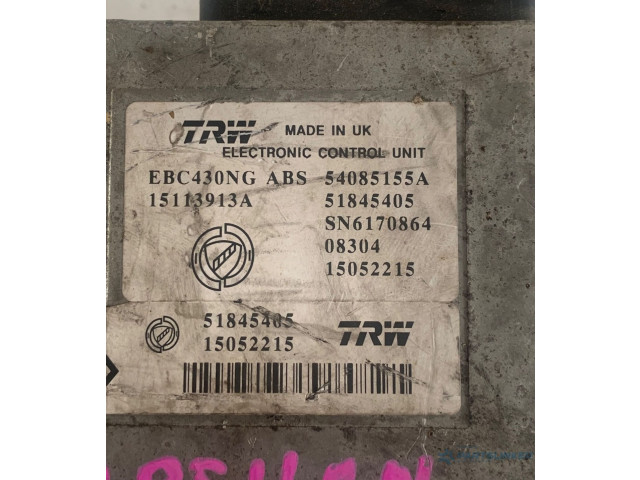 TRW MADE IN UK
ELECTRONIC CONTROL UNIT
EBC430NG ABS 54085155A
15113913A 51845405
SN6170864
08304
15052215
51845405 TRW
15052215